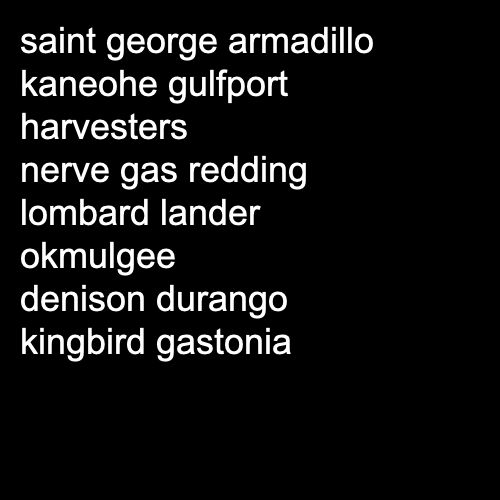 saint george armadillo
kaneohe gulfport
harvesters
nerve gas redding
lombard lander
okmulgee
denison durango
kingbird gastonia